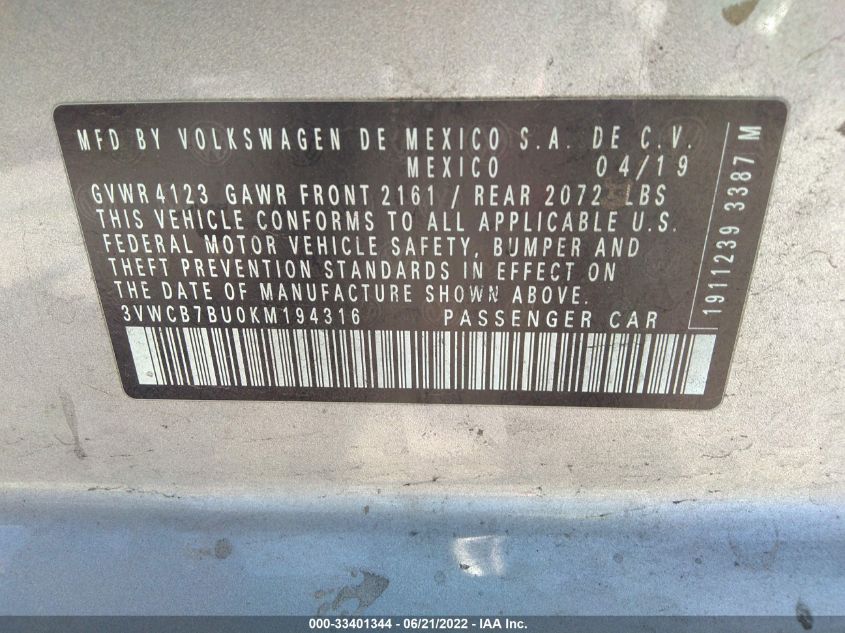 MFD BY VOLKSWAGEN DE MEXICO S.A. DE C.V.
MEXICO 04/19
GVWR 4123 GAWR FRONT 2161 / REAR 2072 LBS
THIS VEHICLE CONFORMS TO ALL APPLICABLE U.S.
FEDERAL MOTOR VEHICLE SAFETY, BUMPER AND
THEFT PREVENTION STANDARDS IN EFFECT ON
THE DATE OF MANUFACTURE SHOWN ABOVE.
3VWCB7BU0KM194316 PASSENGER CAR
1911239 3387 M
000-33401344 - 06/21/2022 - IAA Inc.